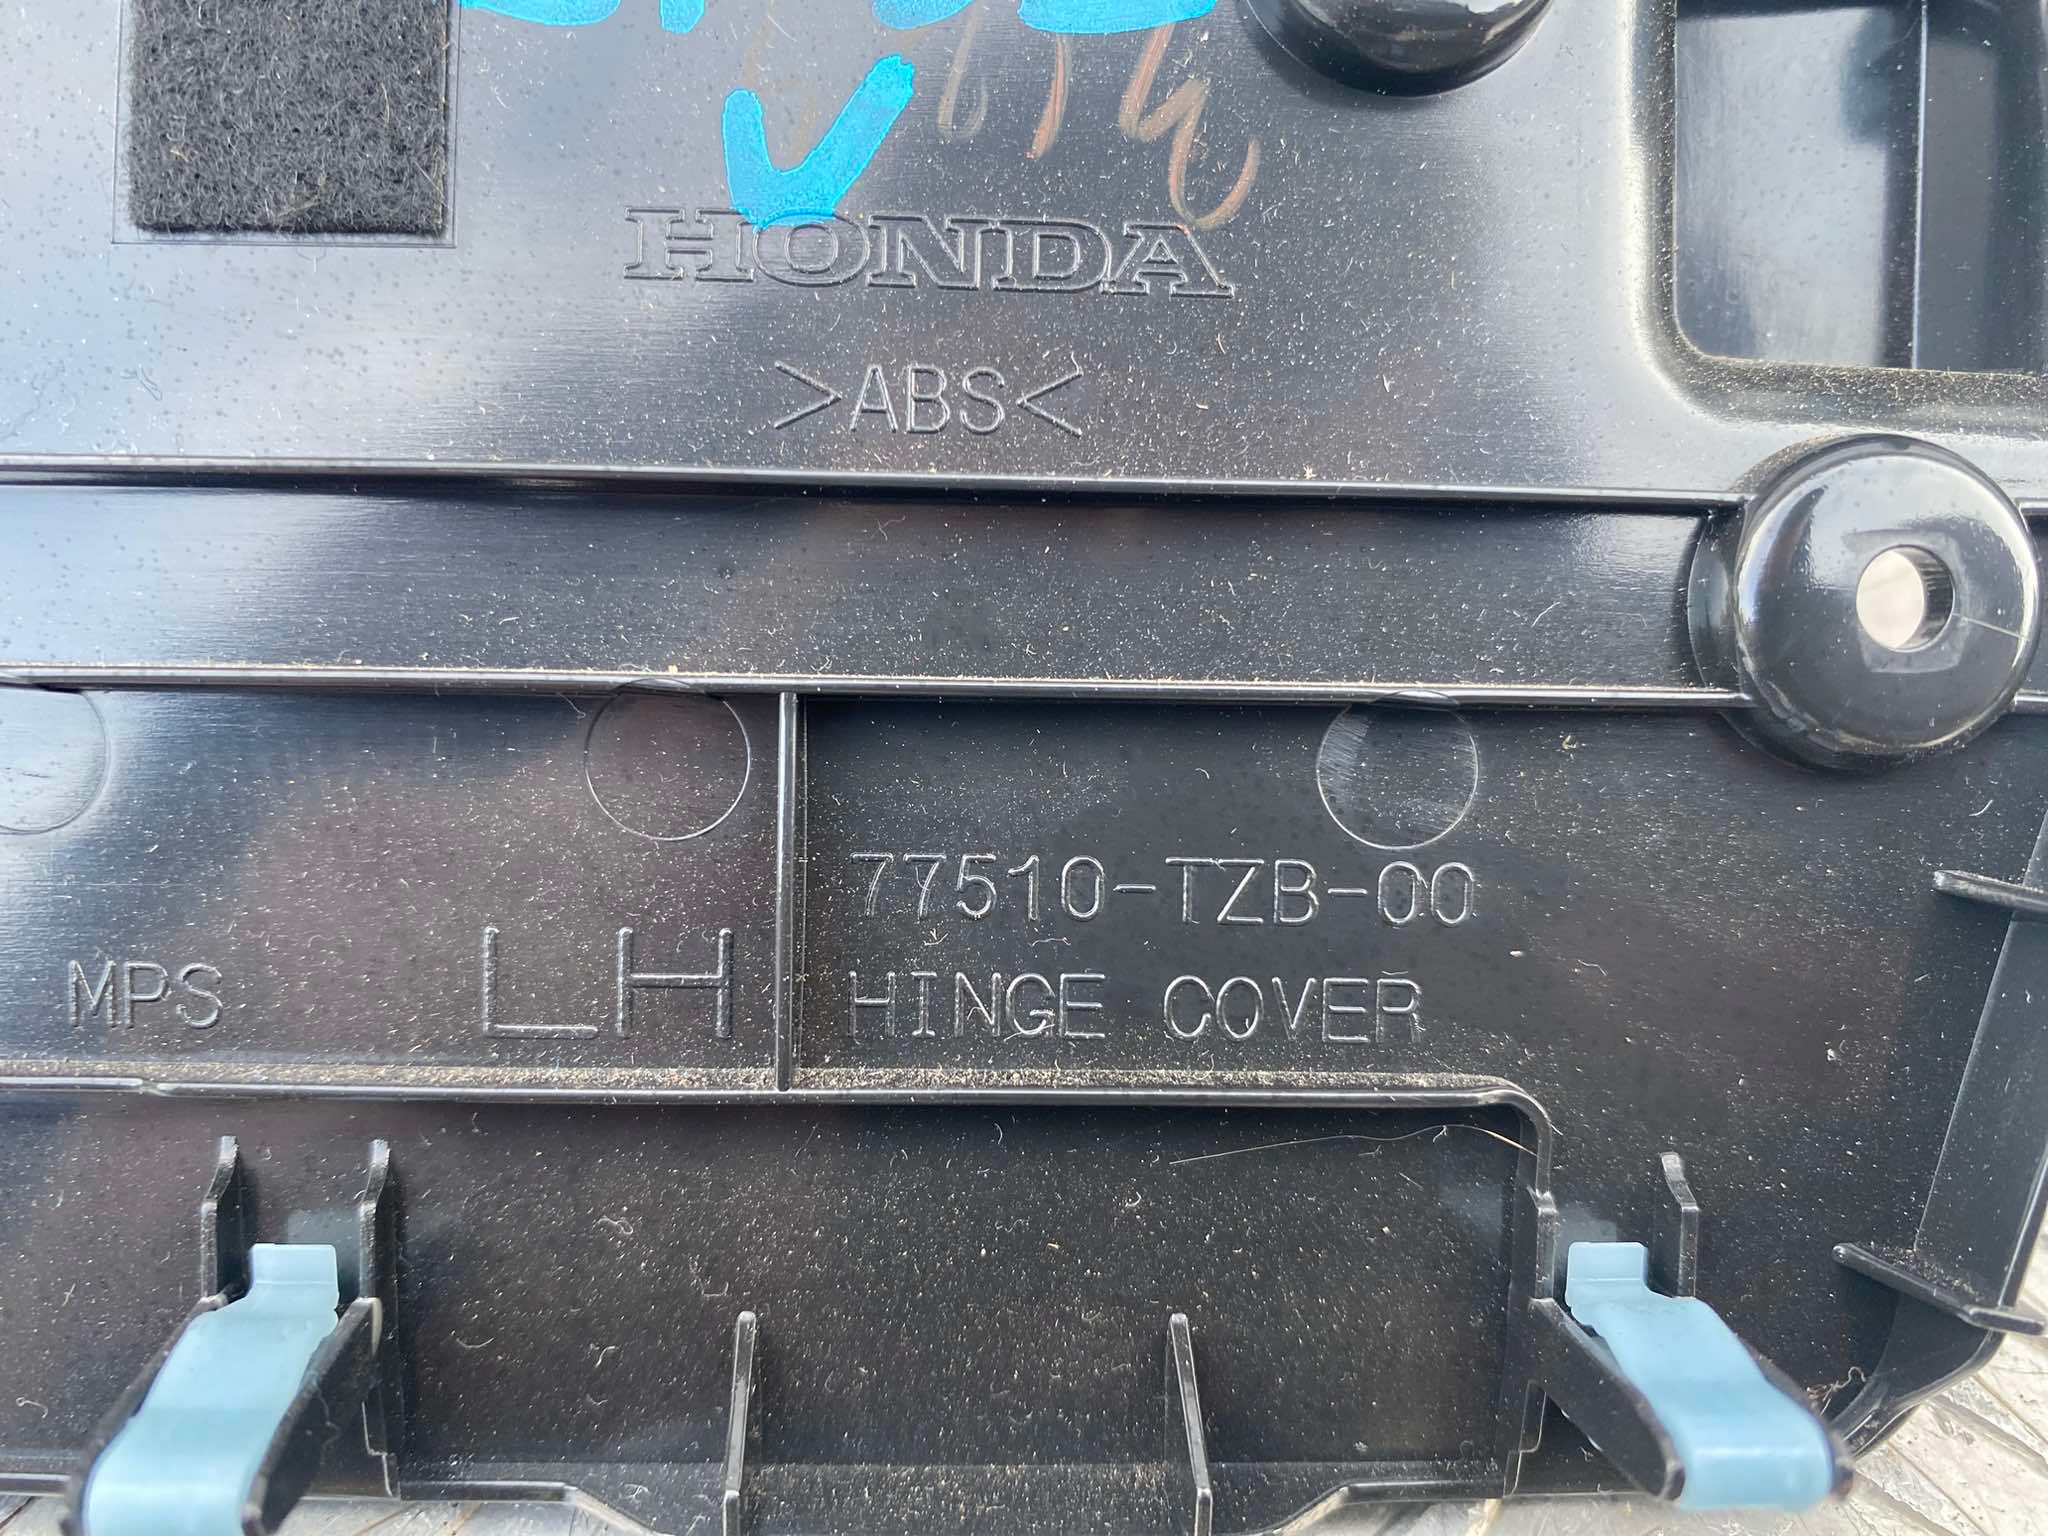 HONDA
>ABS<
77510-TZB-00
MPS LH HINGE COVER